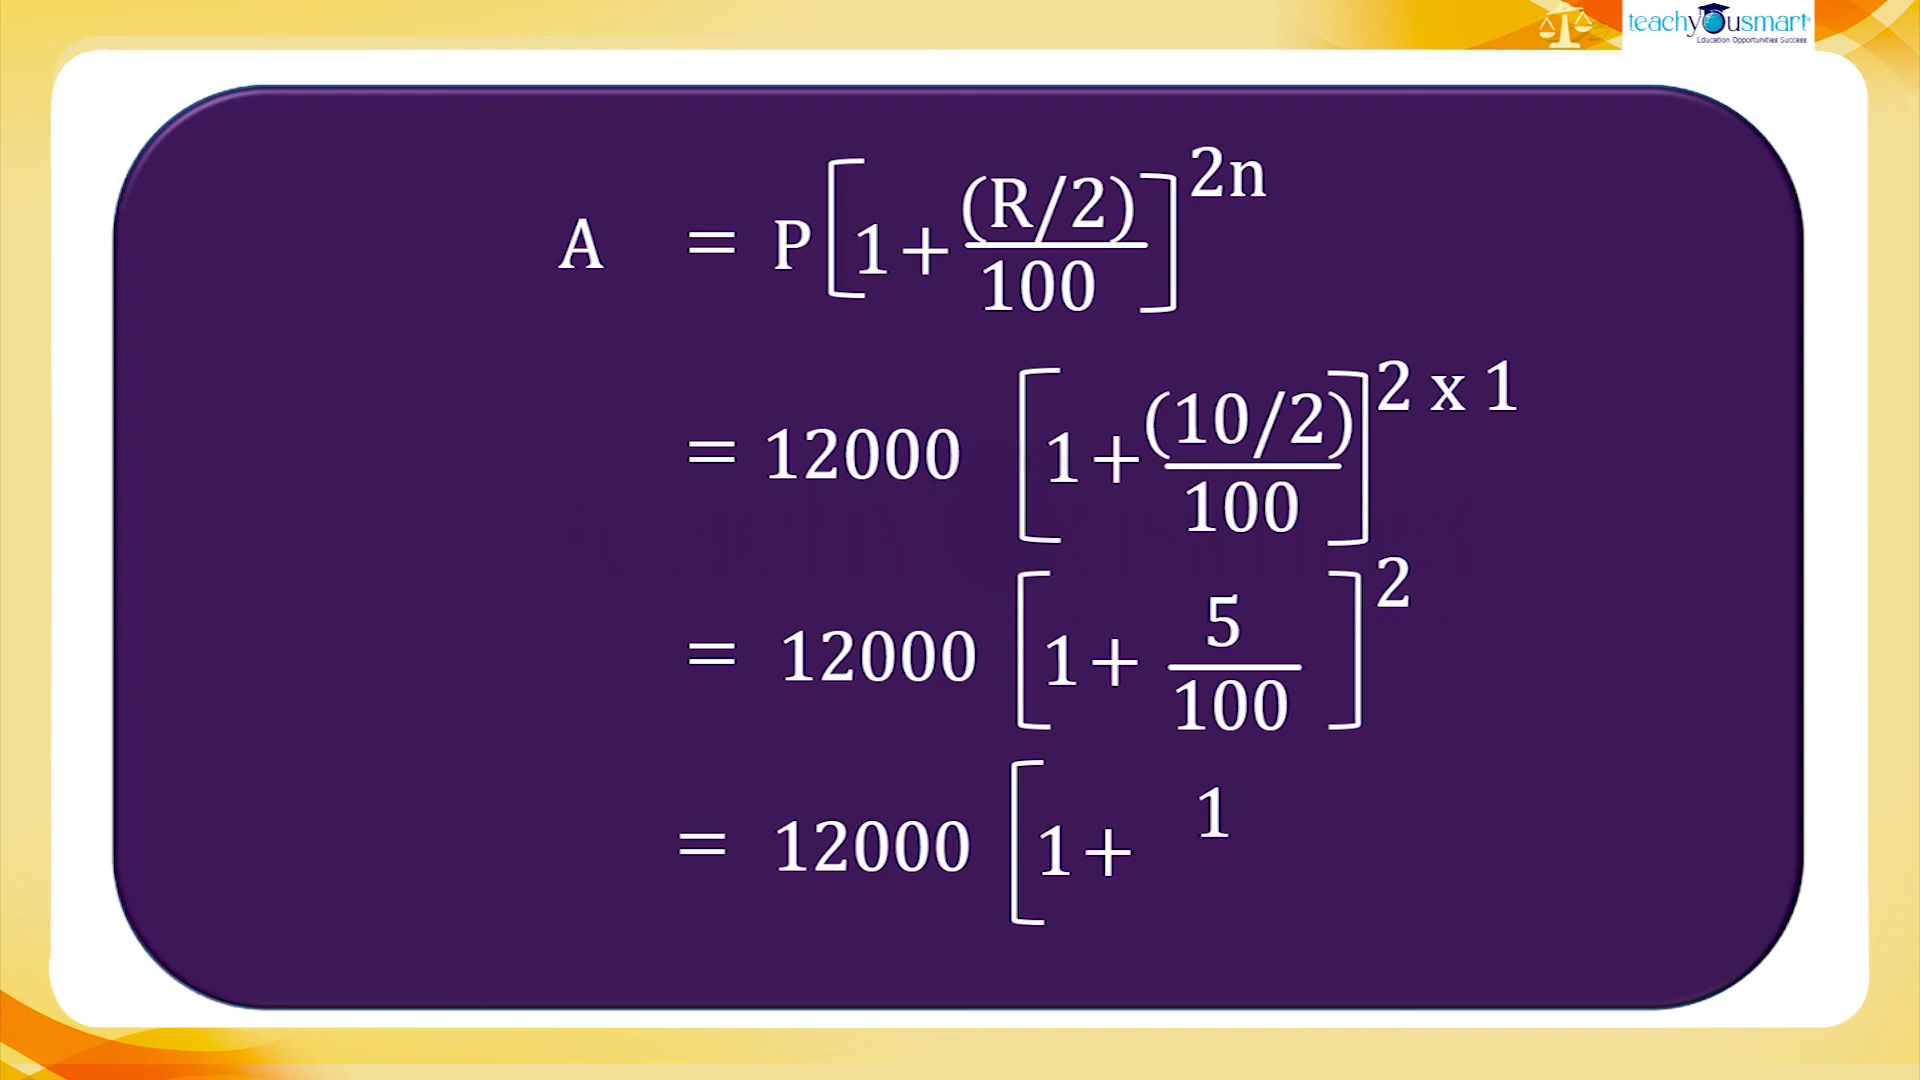 teachyousmart
Education Opportunities Success
A = P[1+(R/2)/100]^2n
= 12000 [1+(10/2)/100]^2 x 1
= 12000 [1+ 5/100]^2
= 12000 [1+ 1